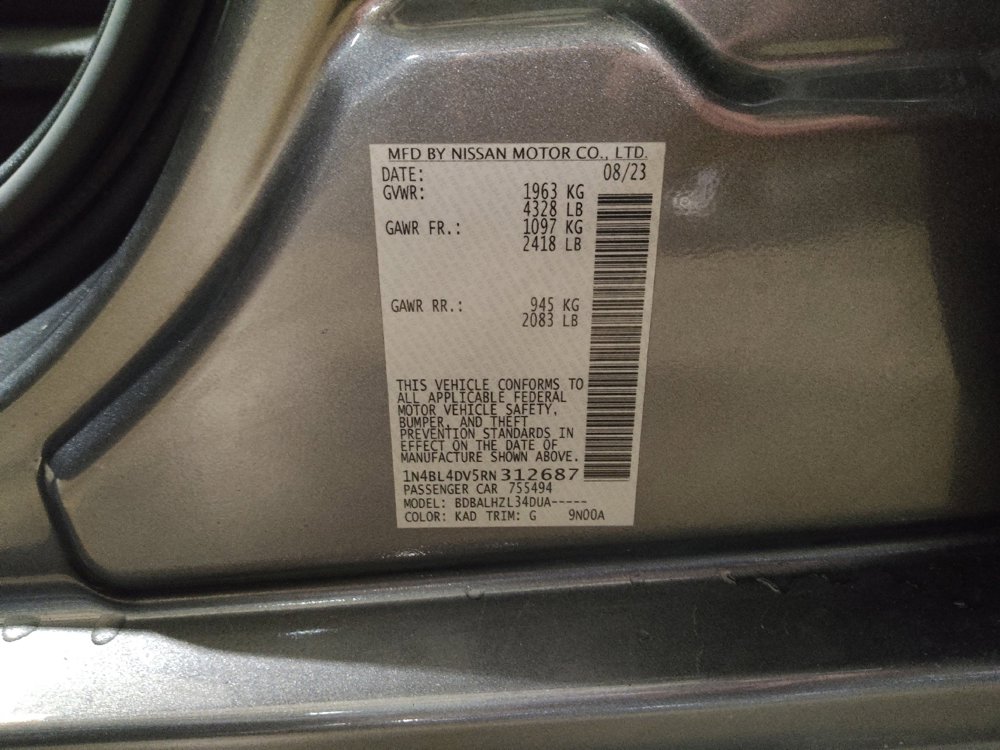 MFD BY NISSAN MOTOR CO., LTD.
DATE: 08/23
GVWR: 1963 KG
4328 LB
GAWR FR.: 1097 KG
2418 LB
GAWR RR.: 945 KG
2083 LB
THIS VEHICLE CONFORMS TO
ALL APPLICABLE FEDERAL
MOTOR VEHICLE SAFETY,
BUMPER, AND THEFT
PREVENTION STANDARDS IN
EFFECT ON THE DATE OF
MANUFACTURE SHOWN ABOVE.
1N4BL4DV5RN312687
PASSENGER CAR 755494
MODEL: BDBALHZL34DUA-----
COLOR: KAD TRIM: G 9N00A